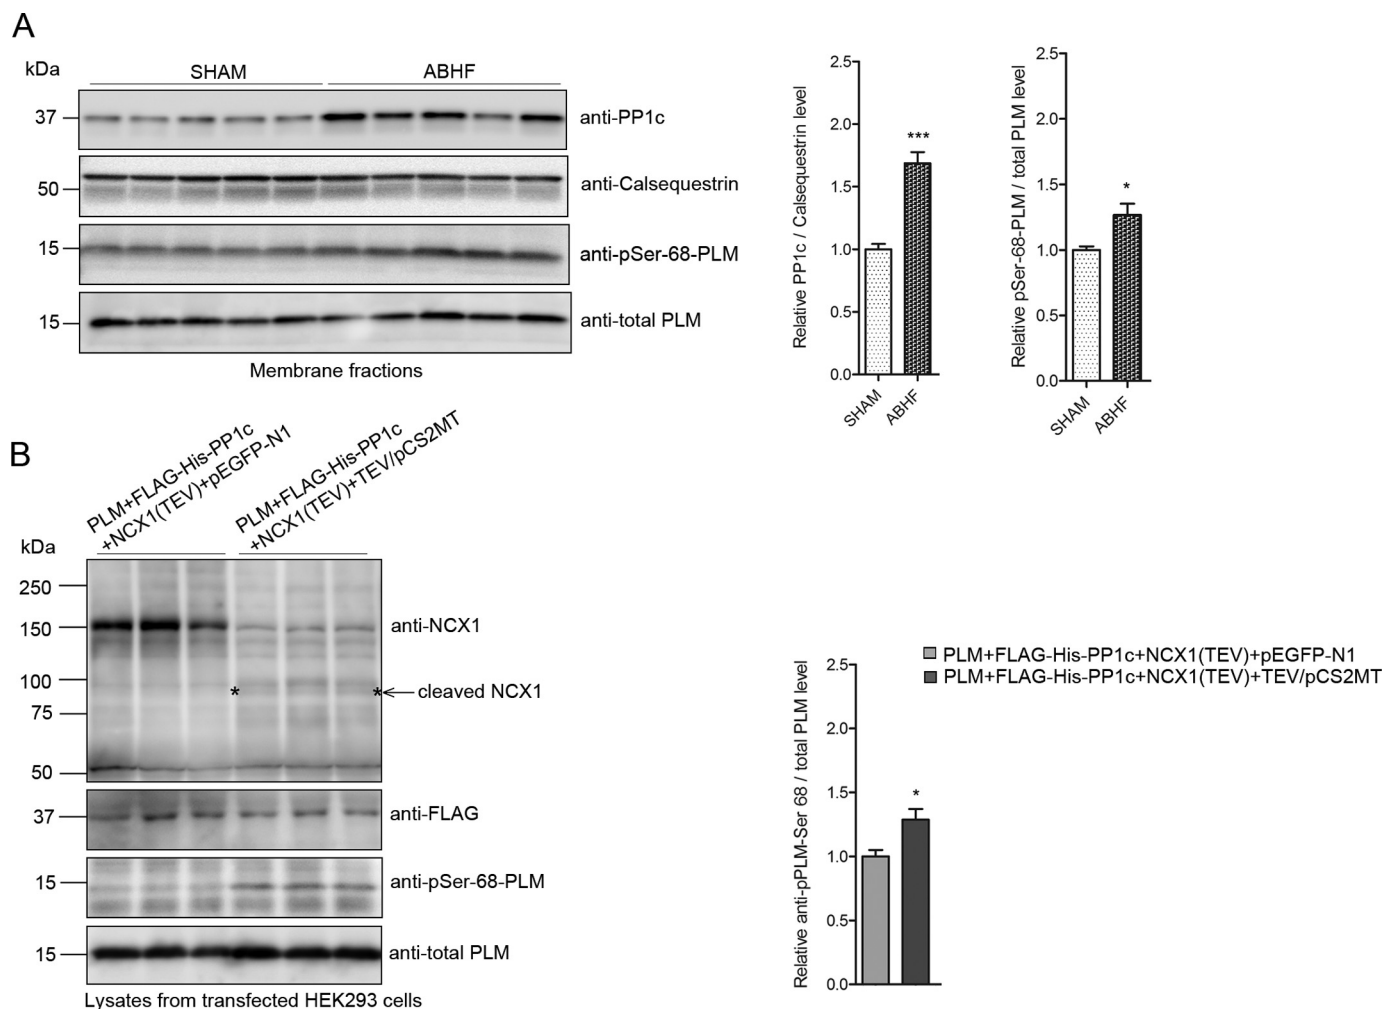 A
kDa
SHAM
ABHF
37
anti-PP1c
50
anti-Calsequestrin
15
anti-pSer-68-PLM
15
anti-total PLM
Membrane fractions
Relative PP1c / Calsequestrin level
2.5
2.0
1.5
1.0
0.5
0.0
***
SHAM
ABHF
Relative pSer-68-PLM / total PLM level
2.5
2.0
1.5
1.0
0.5
0.0
*
SHAM
ABHF
B
PLM+FLAG-His-PP1c
+NCX1(TEV)+pEGFP-N1
PLM+FLAG-His-PP1c
+NCX1(TEV)+TEV/pCS2MT
kDa
250
150
anti-NCX1
100
* * cleaved NCX1
75
50
37
anti-FLAG
15
anti-pSer-68-PLM
15
anti-total PLM
Lysates from transfected HEK293 cells
PLM+FLAG-His-PP1c+NCX1(TEV)+pEGFP-N1
PLM+FLAG-His-PP1c+NCX1(TEV)+TEV/pCS2MT
Relative anti-pPLM-Ser 68 / total PLM level
2.5
2.0
1.5
1.0
0.5
0.0
*